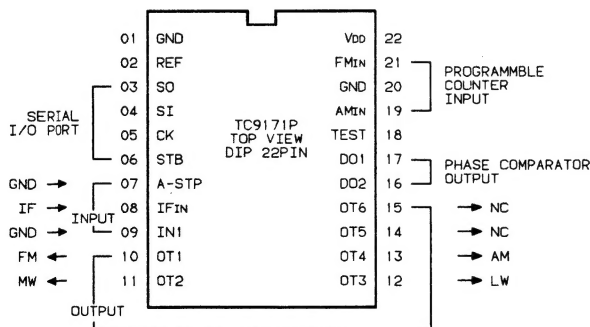 01 GND VDD 22
02 REF FMIN 21
03 SO GND 20
04 SI AMIN 19
05 CK TEST 18
06 STB DO1 17
07 A-STP DO2 16
08 IFIN OT6 15
09 IN1 OT5 14
10 OT1 OT4 13
11 OT2 OT3 12
TC9171P
TOP VIEW
DIP 22PIN
SERIAL
I/O PORT
GND
IF
INPUT
GND
FM
MW
OUTPUT
PROGRAMMBLE
COUNTER
INPUT
PHASE COMPARATOR
OUTPUT
NC
NC
AM
LW